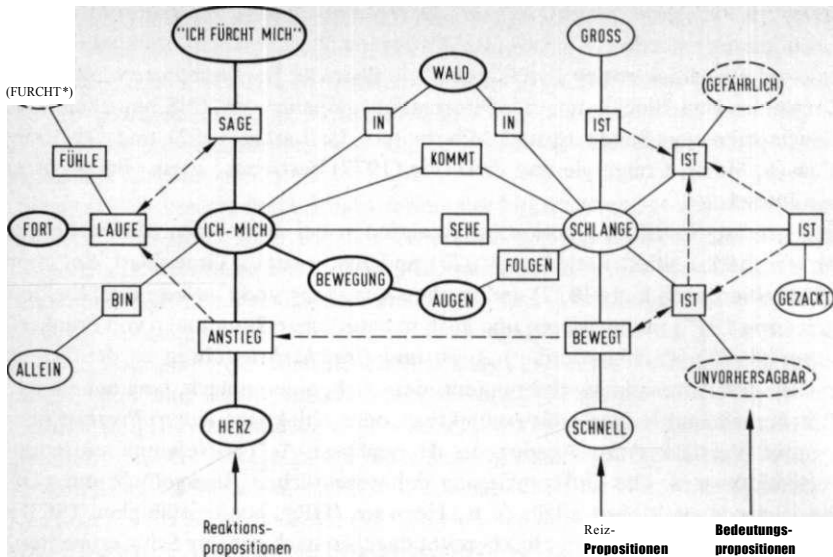 "ICH FÜRCHT MICH"
GROSS
WALD
(GEFÄHRLICH)
(FURCHT*)
SAGE
IN
IN
IST
FÜHLE
KOMMT
IST
FORT
LAUFE
ICH-MICH
SEHE
SCHLANGE
IST
FOLGEN
BEWEGUNG
AUGEN
BIN
IST
(GEZACKT)
ANSTIEG
BEWEGT
ALLEIN
(UNVORHERSAGBAR)
HERZ
SCHNELL
Reaktions-
propositionen
Reiz-
Propositionen
Bedeutungs-
propositionen